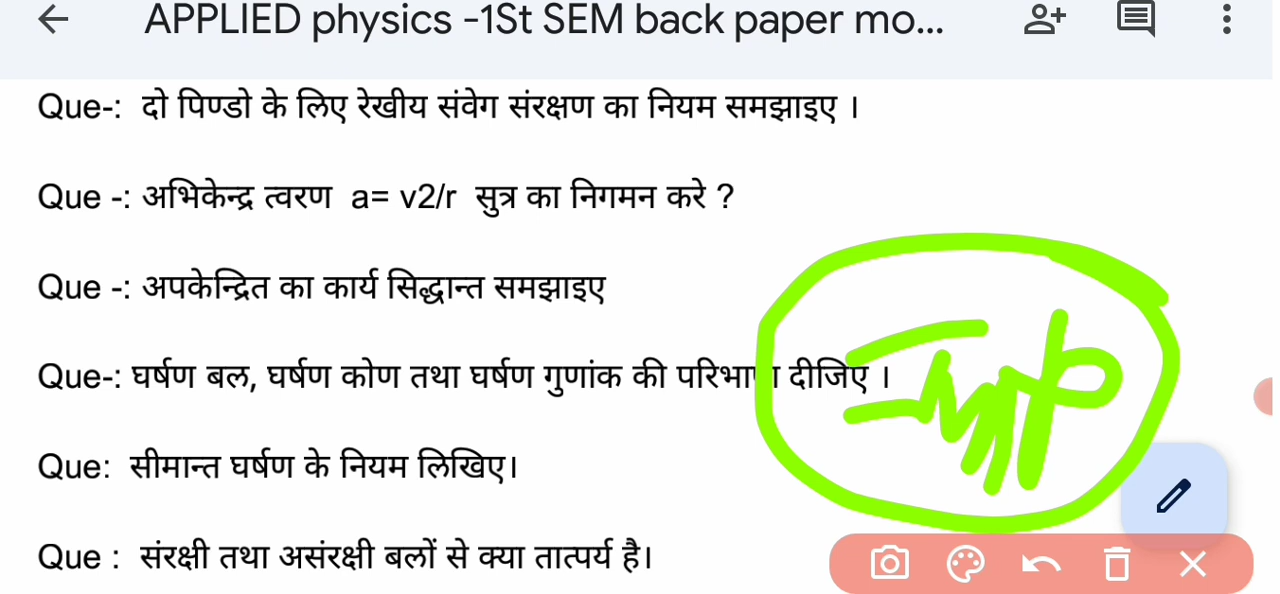 APPLIED physics -1St SEM back paper mo...
Que-: दो पिण्डो के लिए रेखीय संवेग संरक्षण का नियम समझाइए ।
Que -: अभिकेन्द्र त्वरण a= v2/r सुत्र का निगमन करे ?
Que -: अपकेन्द्रित का कार्य सिद्धान्त समझाइए
Que-: घर्षण बल, घर्षण कोण तथा घर्षण गुणांक की परिभाषा दीजिए ।
Imp
Que: सीमान्त घर्षण के नियम लिखिए।
Que : संरक्षी तथा असंरक्षी बलों से क्या तात्पर्य है।